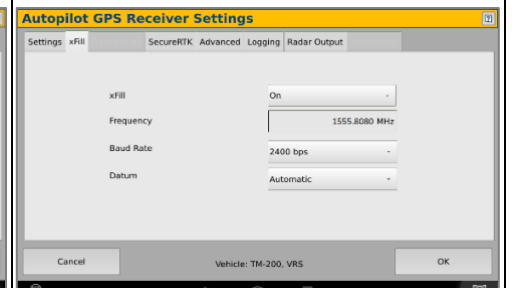 Autopilot GPS Receiver Settings
Settings xFill SecureRTK Advanced Logging Radar Output
xFill On
Frequency 1555.8080 MHz
Baud Rate 2400 bps
Datum Automatic
Cancel Vehicle: TM-200, VRS OK